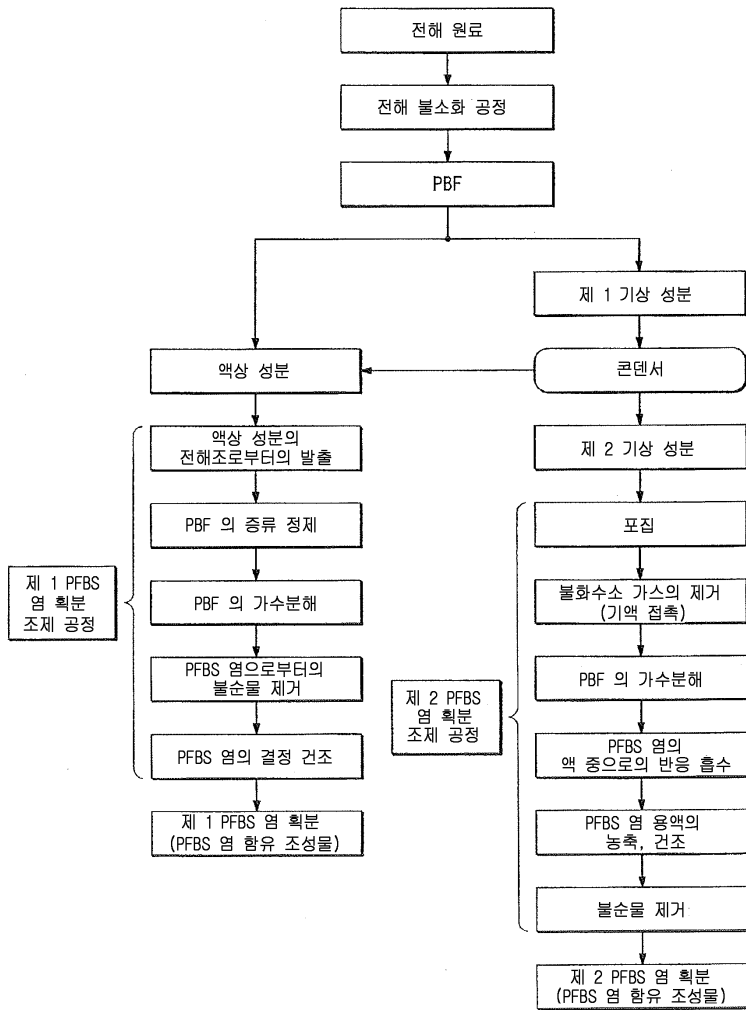 전해 원료
전해 불소화 공정
PBF
제 1 기상 성분
액상 성분
콘덴서
액상 성분의
전해조로부터의 발출
제 2 기상 성분
PBF 의 증류 정제
포집
제 1 PFBS
염 획분
조제 공정
PBF 의 가수분해
불화수소 가스의 제거
(기액 접촉)
PFBS 염으로부터의
불순물 제거
PBF 의 가수분해
제 2 PFBS
염 획분
조제 공정
PFBS 염의 결정 건조
PFBS 염의
액 중으로의 반응 흡수
제 1 PFBS 염 획분
(PFBS 염 함유 조성물)
PFBS 염 용액의
농축, 건조
불순물 제거
제 2 PFBS 염 획분
(PFBS 염 함유 조성물)